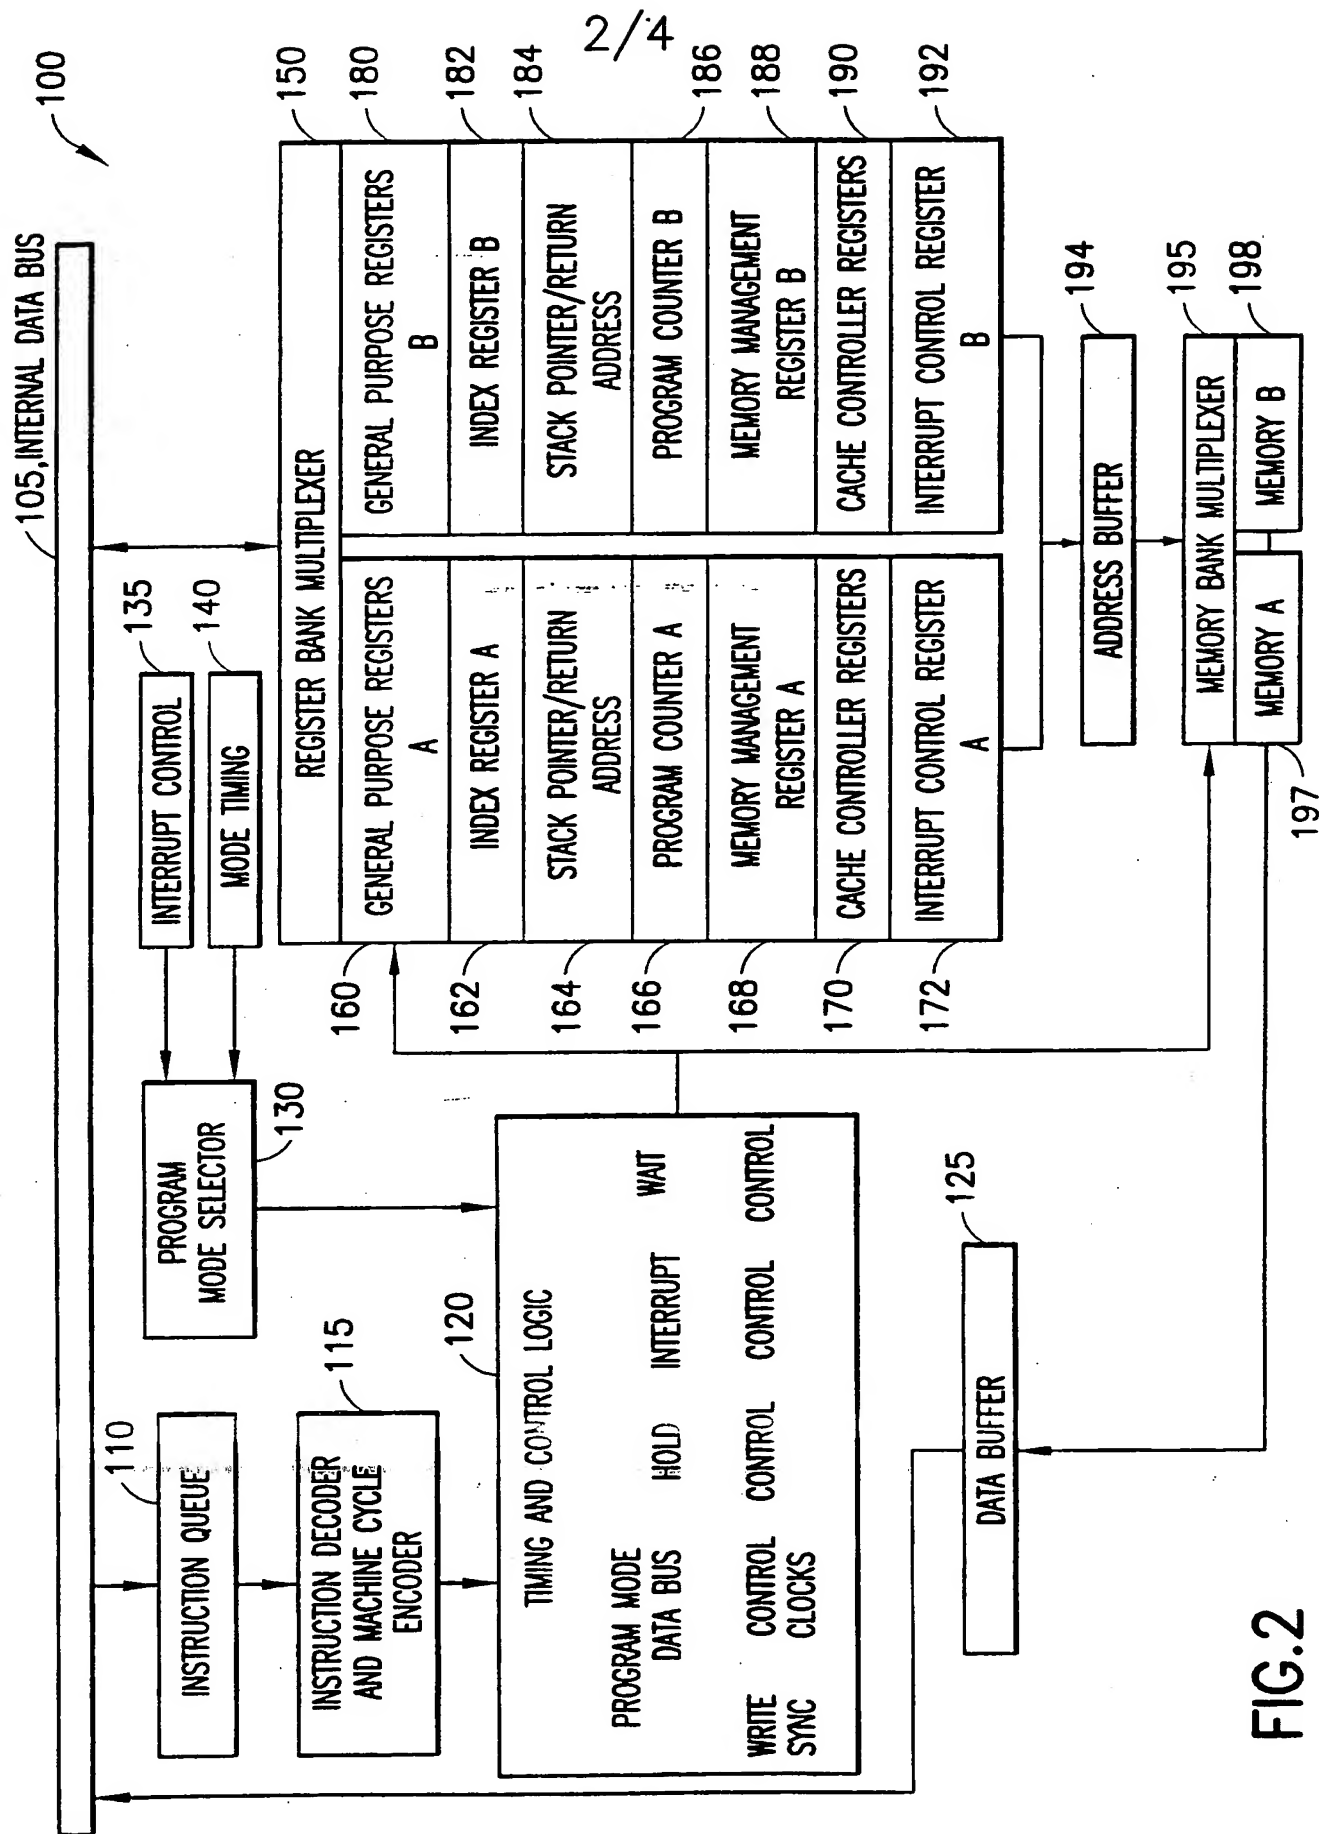 2/4
100
105,INTERNAL DATA BUS
110
INSTRUCTION QUEUE
115
INSTRUCTION DECODER
AND MACHINE CYCLE
ENCODER
PROGRAM
MODE SELECTOR
130
135
INTERRUPT CONTROL
140
MODE TIMING
120
TIMING AND CONTROL LOGIC
PROGRAM MODE
DATA BUS HOLD INTERRUPT WAIT
WRITE CONTROL CONTROL CONTROL CONTROL
SYNC CLOCKS
125
DATA BUFFER
150
REGISTER BANK MULTIPLEXER
160
GENERAL PURPOSE REGISTERS
A
162
INDEX REGISTER A
164
STACK POINTER/RETURN
ADDRESS
166
PROGRAM COUNTER A
168
MEMORY MANAGEMENT
REGISTER A
170
CACHE CONTROLLER REGISTERS
172
INTERRUPT CONTROL REGISTER
A
180
GENERAL PURPOSE REGISTERS
B
182
INDEX REGISTER B
184
STACK POINTER/RETURN
ADDRESS
186
PROGRAM COUNTER B
188
MEMORY MANAGEMENT
REGISTER B
190
CACHE CONTROLLER REGISTERS
192
INTERRUPT CONTROL REGISTER
B
194
ADDRESS BUFFER
195
MEMORY BANK MULTIPLEXER
197
MEMORY A
198
MEMORY B
FIG.2